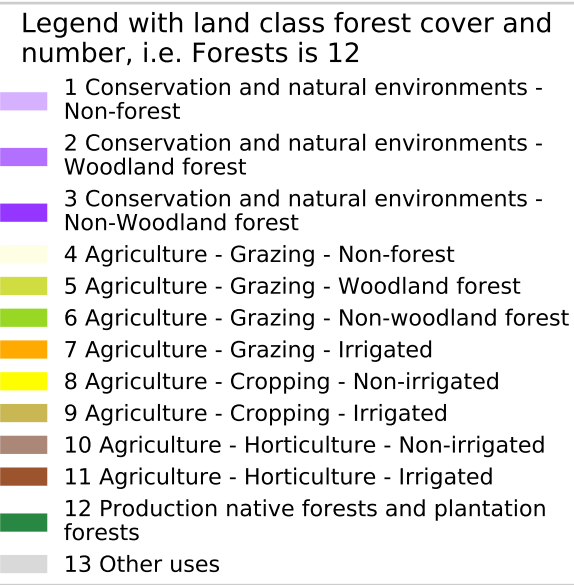 Legend with land class forest cover and
number, i.e. Forests is 12
1 Conservation and natural environments -
Non-forest
2 Conservation and natural environments -
Woodland forest
3 Conservation and natural environments -
Non-Woodland forest
4 Agriculture - Grazing - Non-forest
5 Agriculture - Grazing - Woodland forest
6 Agriculture - Grazing - Non-woodland forest
7 Agriculture - Grazing - Irrigated
8 Agriculture - Cropping - Non-irrigated
9 Agriculture - Cropping - Irrigated
10 Agriculture - Horticulture - Non-irrigated
11 Agriculture - Horticulture - Irrigated
12 Production native forests and plantation
forests
13 Other uses